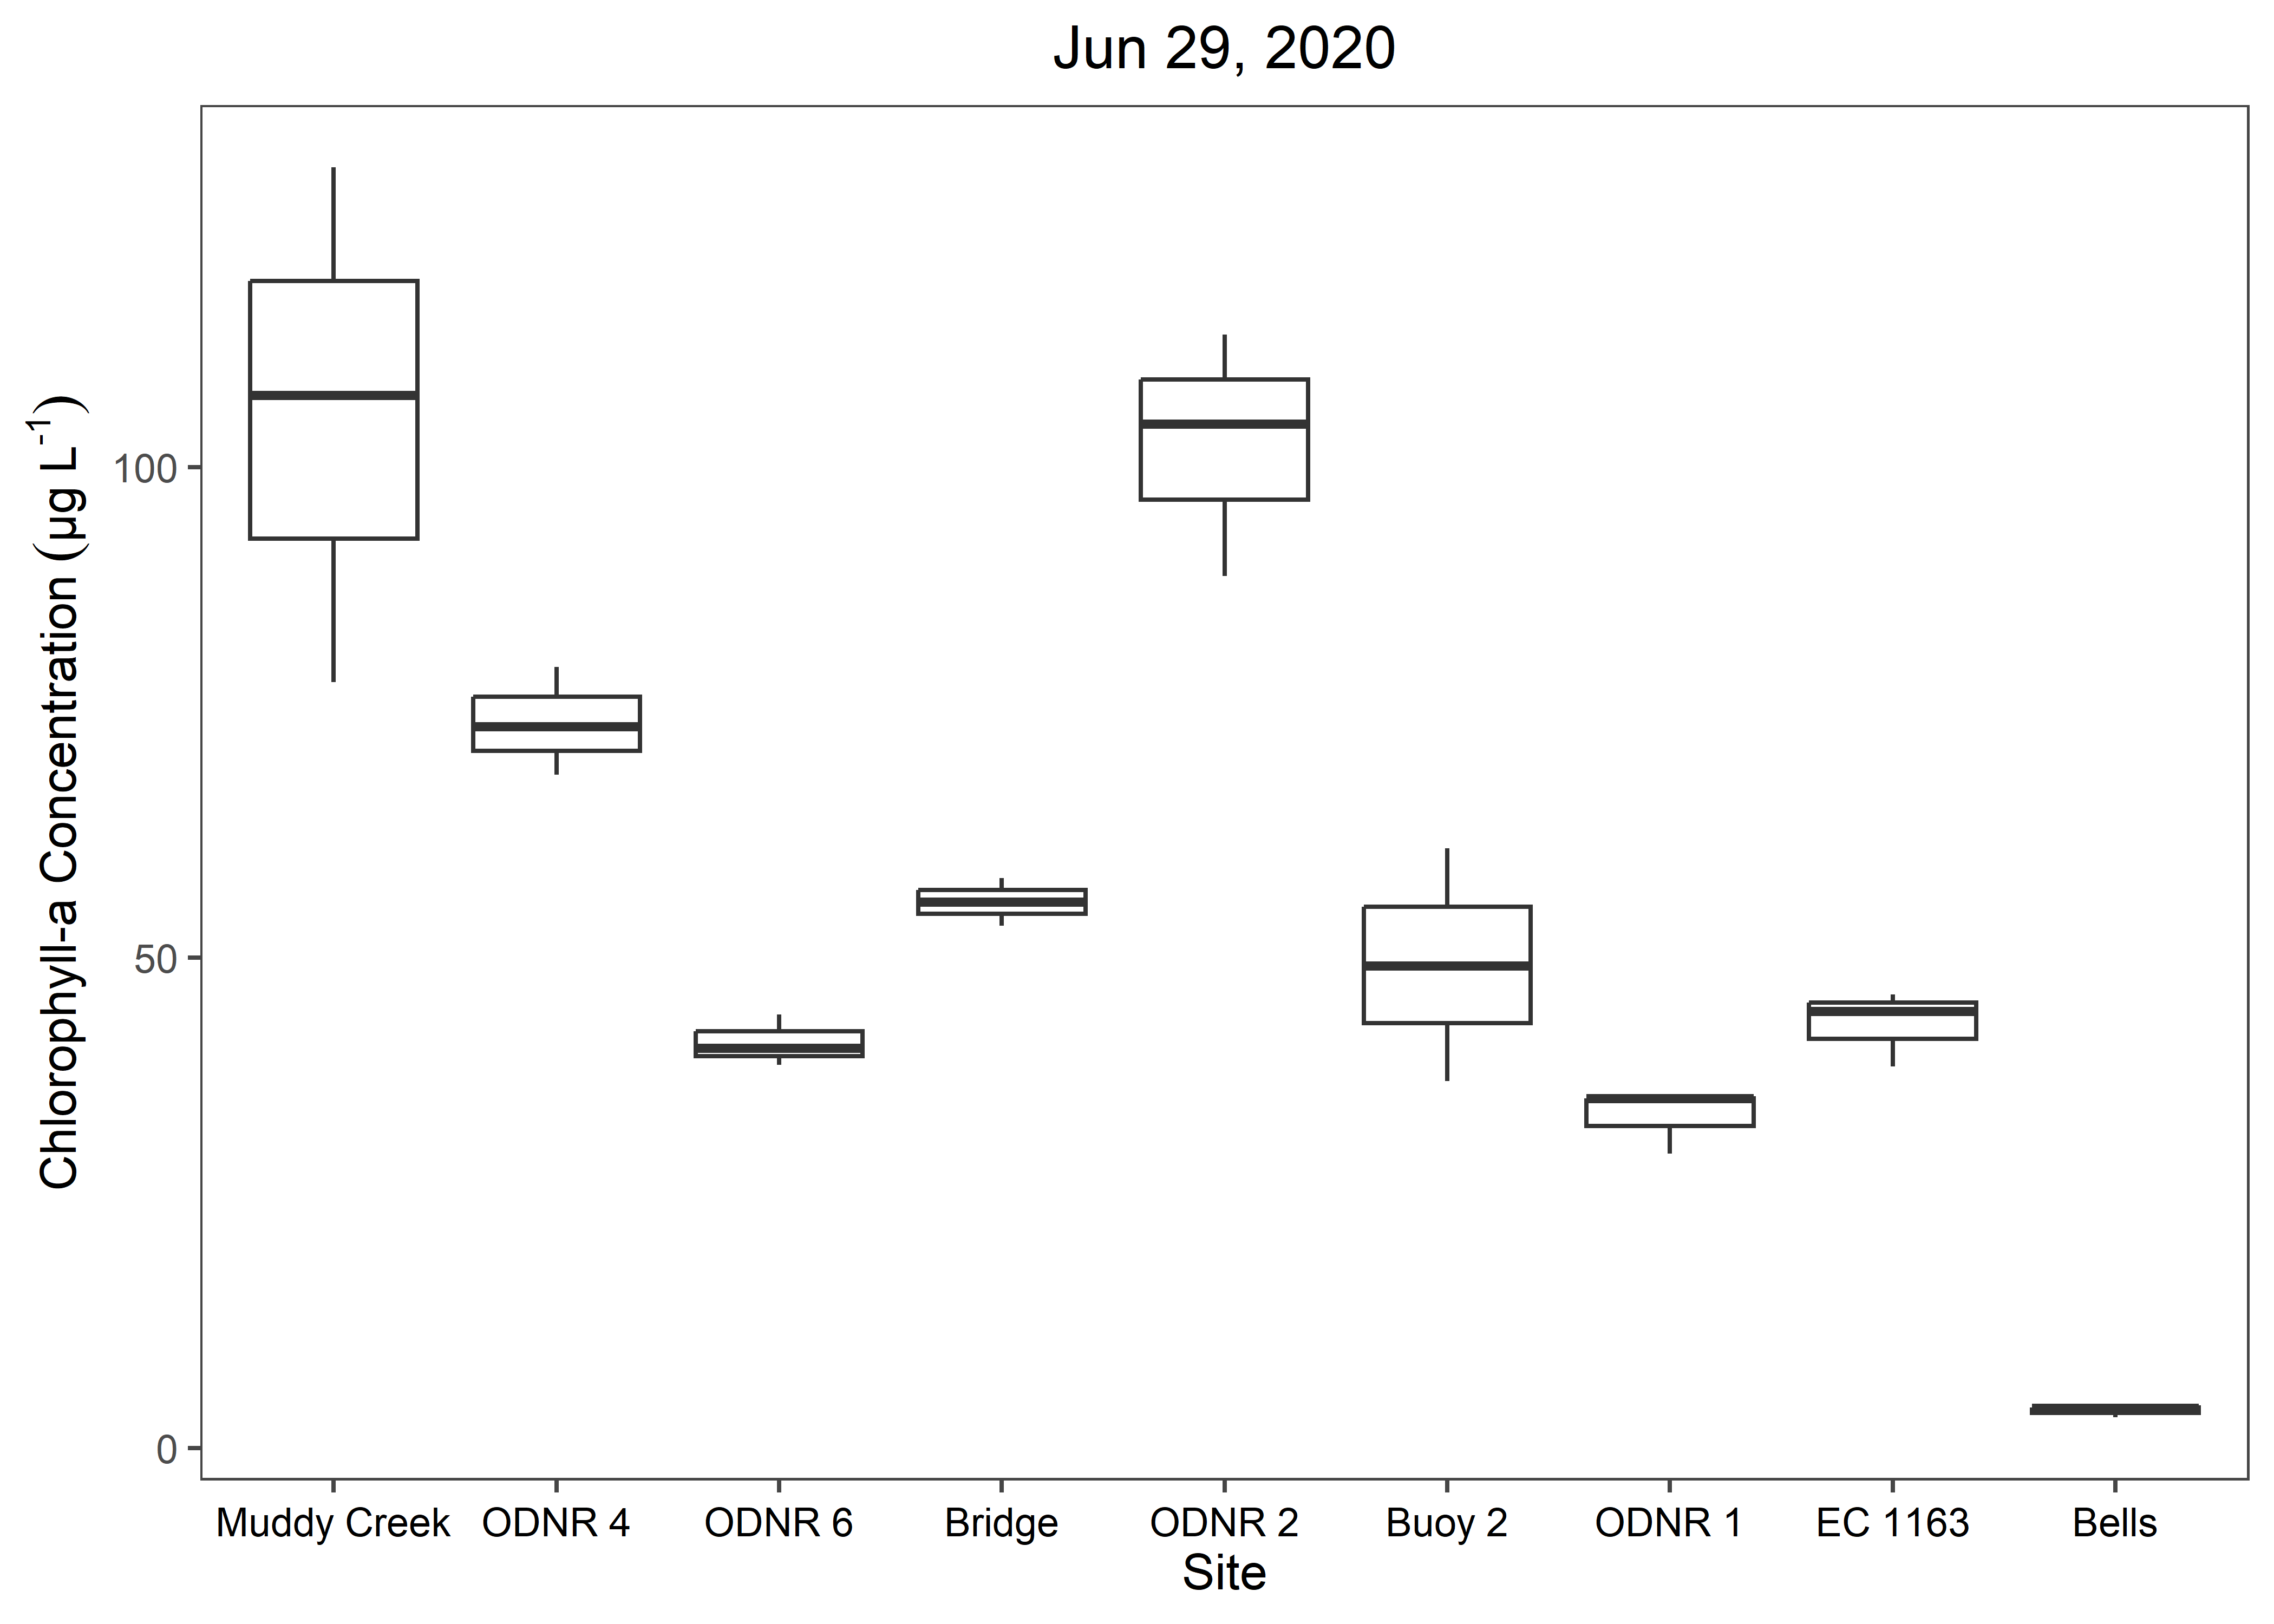 Jun 29, 2020
Chlorophyll-a Concentration (µg L⁻¹)
100
50
0
Muddy Creek ODNR 4 ODNR 6 Bridge ODNR 2 Buoy 2 ODNR 1 EC 1163 Bells
Site